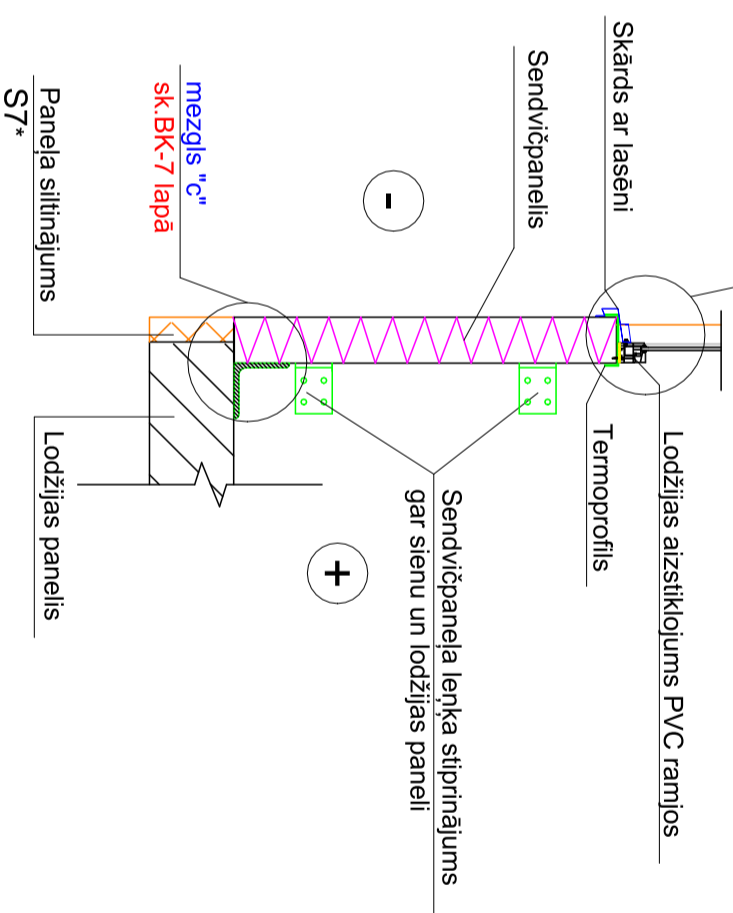 Skārds ar lasēni
Sendvičpanelis
-
mezgls "c"
sk.BK-7 lapā
Paneļa siltinājums
S7*
Lodžijas aizstiklojums PVC ramjos
Termoprofils
Sendvičpaneļa leņķa stiprinājums
gar sienu un lodžijas paneli
+
Lodžijas panelis